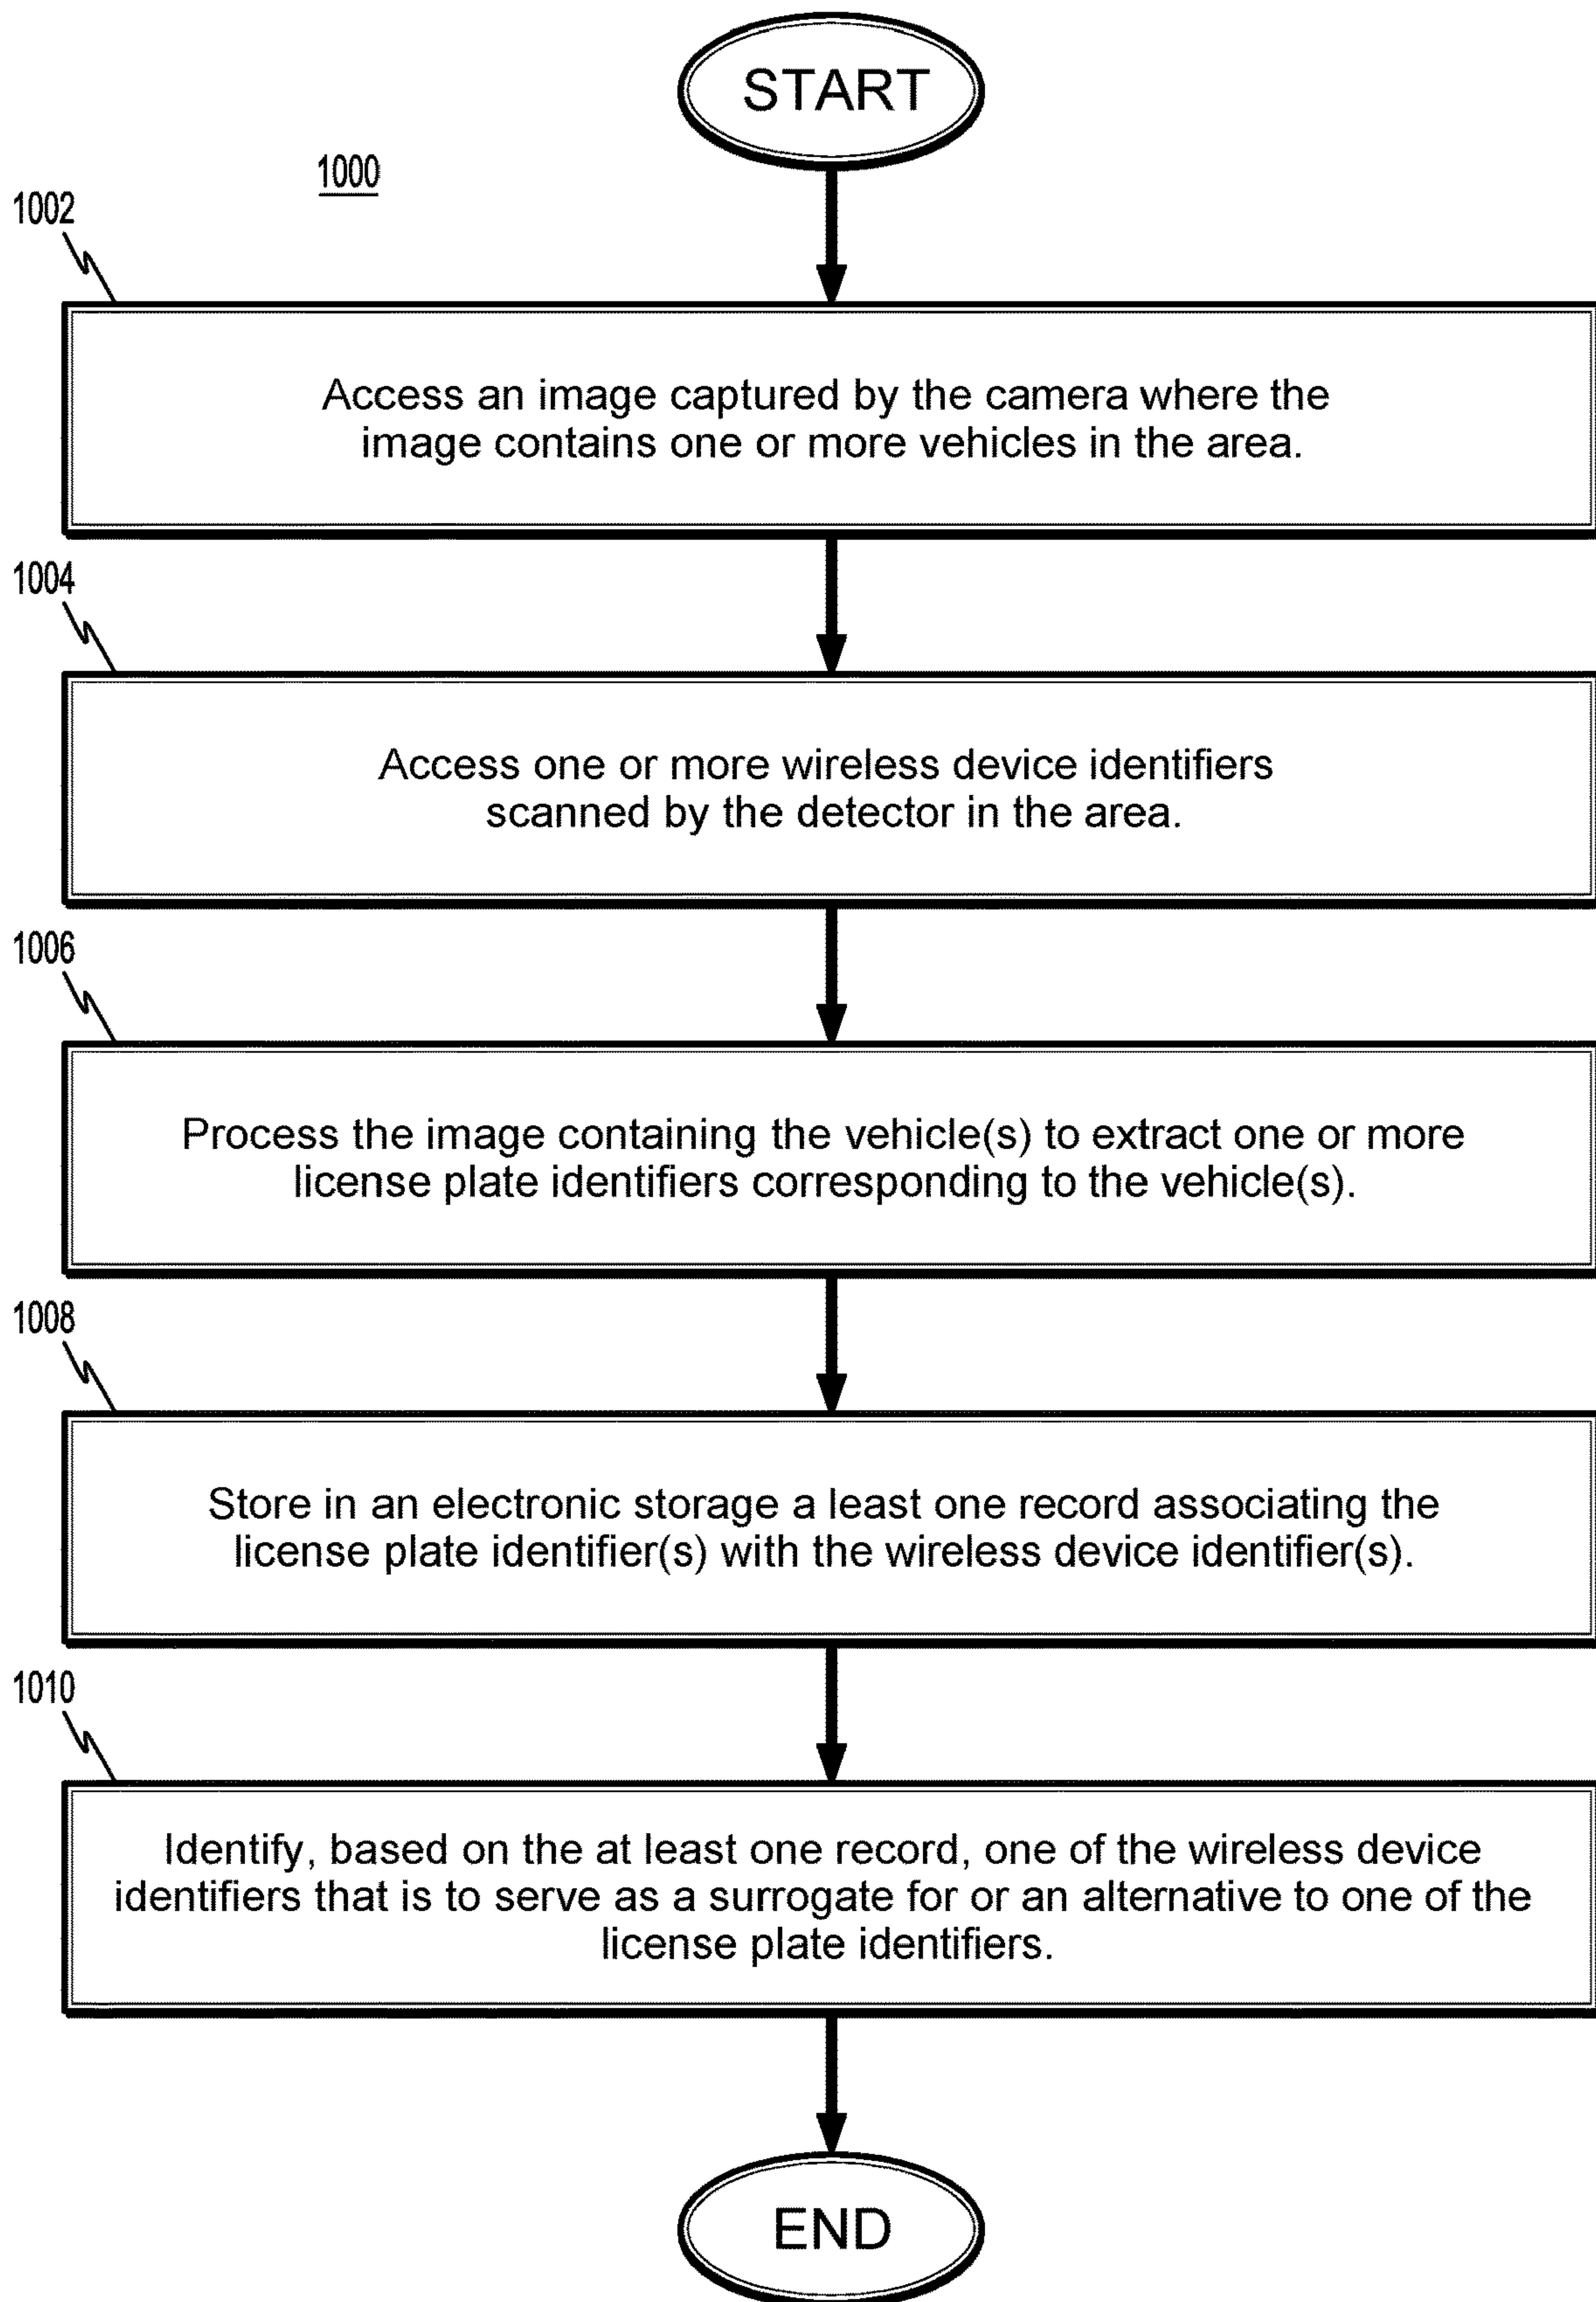 START
1000
1002
Access an image captured by the camera where the
image contains one or more vehicles in the area.
1004
Access one or more wireless device identifiers
scanned by the detector in the area.
1006
Process the image containing the vehicle(s) to extract one or more
license plate identifiers corresponding to the vehicle(s).
1008
Store in an electronic storage a least one record associating the
license plate identifier(s) with the wireless device identifier(s).
1010
Identify, based on the at least one record, one of the wireless device
identifiers that is to serve as a surrogate for or an alternative to one of the
license plate identifiers.
END